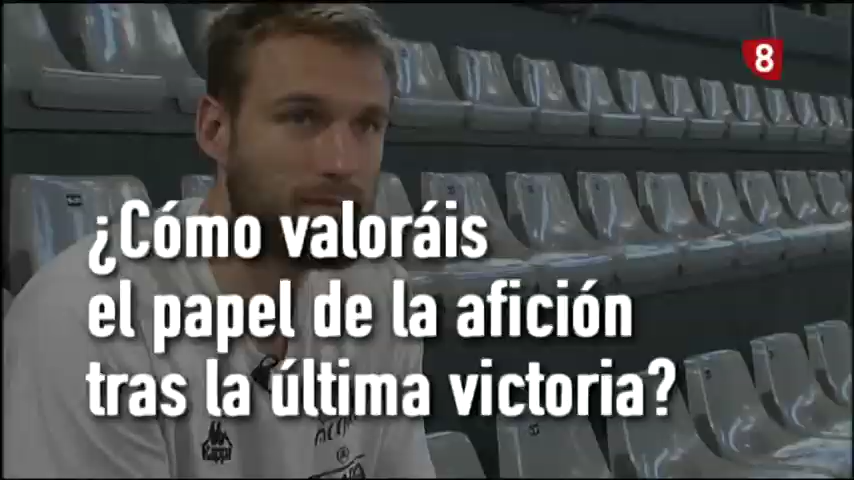 8
¿Cómo valoráis
el papel de la afición
tras la última victoria?
Kappa